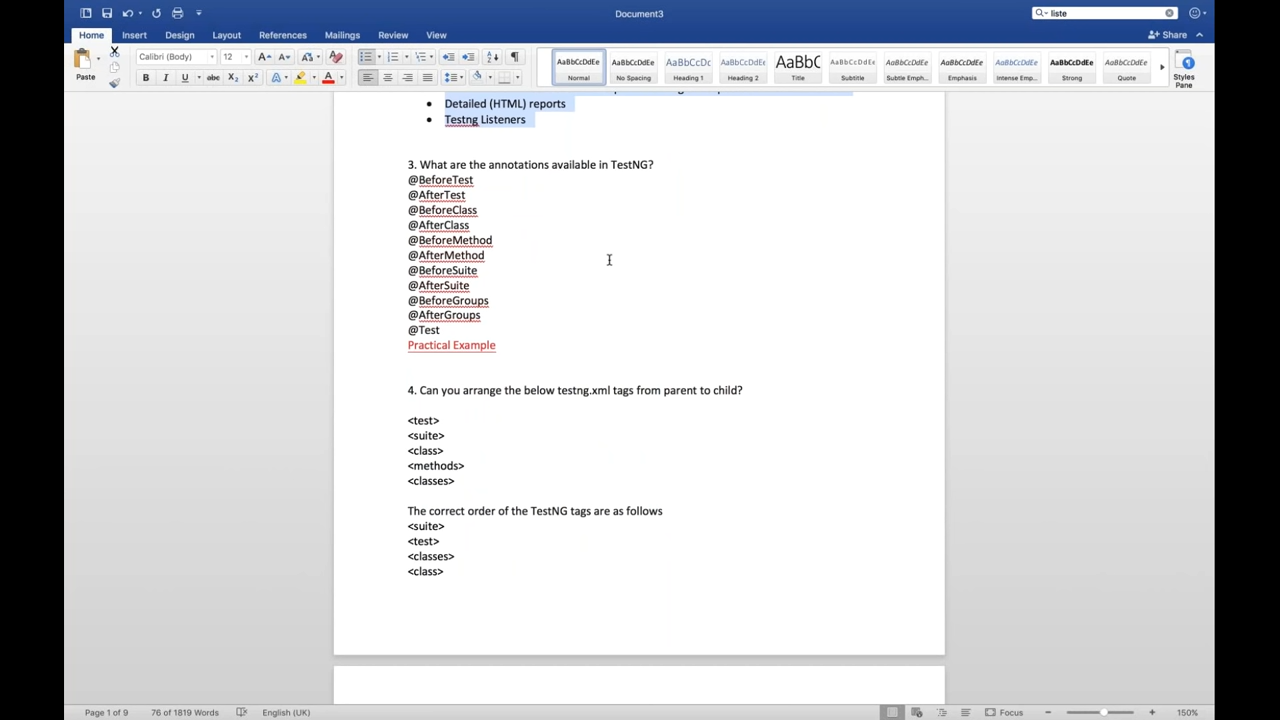 Document3
liste
Home Insert Design Layout References Mailings Review View
Share
Paste
Calibri (Body) 12
AaBbCcDdEe AaBbCcDdEe AaBbCcDc AaBbCcDdEe AaBbC AaBbCcDdEe AaBbCcDdEe AaBbCcDdEe AaBbCcDdEe AaBbCcDdEe AaBbCcDdEe
Normal No Spacing Heading 1 Heading 2 Title Subtitle Subtle Emph... Emphasis Intense Emp... Strong Quote
Styles Pane
• Detailed (HTML) reports
• Testng Listeners
3. What are the annotations available in TestNG?
@BeforeTest
@AfterTest
@BeforeClass
@AfterClass
@BeforeMethod
@AfterMethod
@BeforeSuite
@AfterSuite
@BeforeGroups
@AfterGroups
@Test
Practical Example
4. Can you arrange the below testng.xml tags from parent to child?
<test>
<suite>
<class>
<methods>
<classes>
The correct order of the TestNG tags are as follows
<suite>
<test>
<classes>
<class>
Page 1 of 9 76 of 1819 Words English (UK) Focus 150%